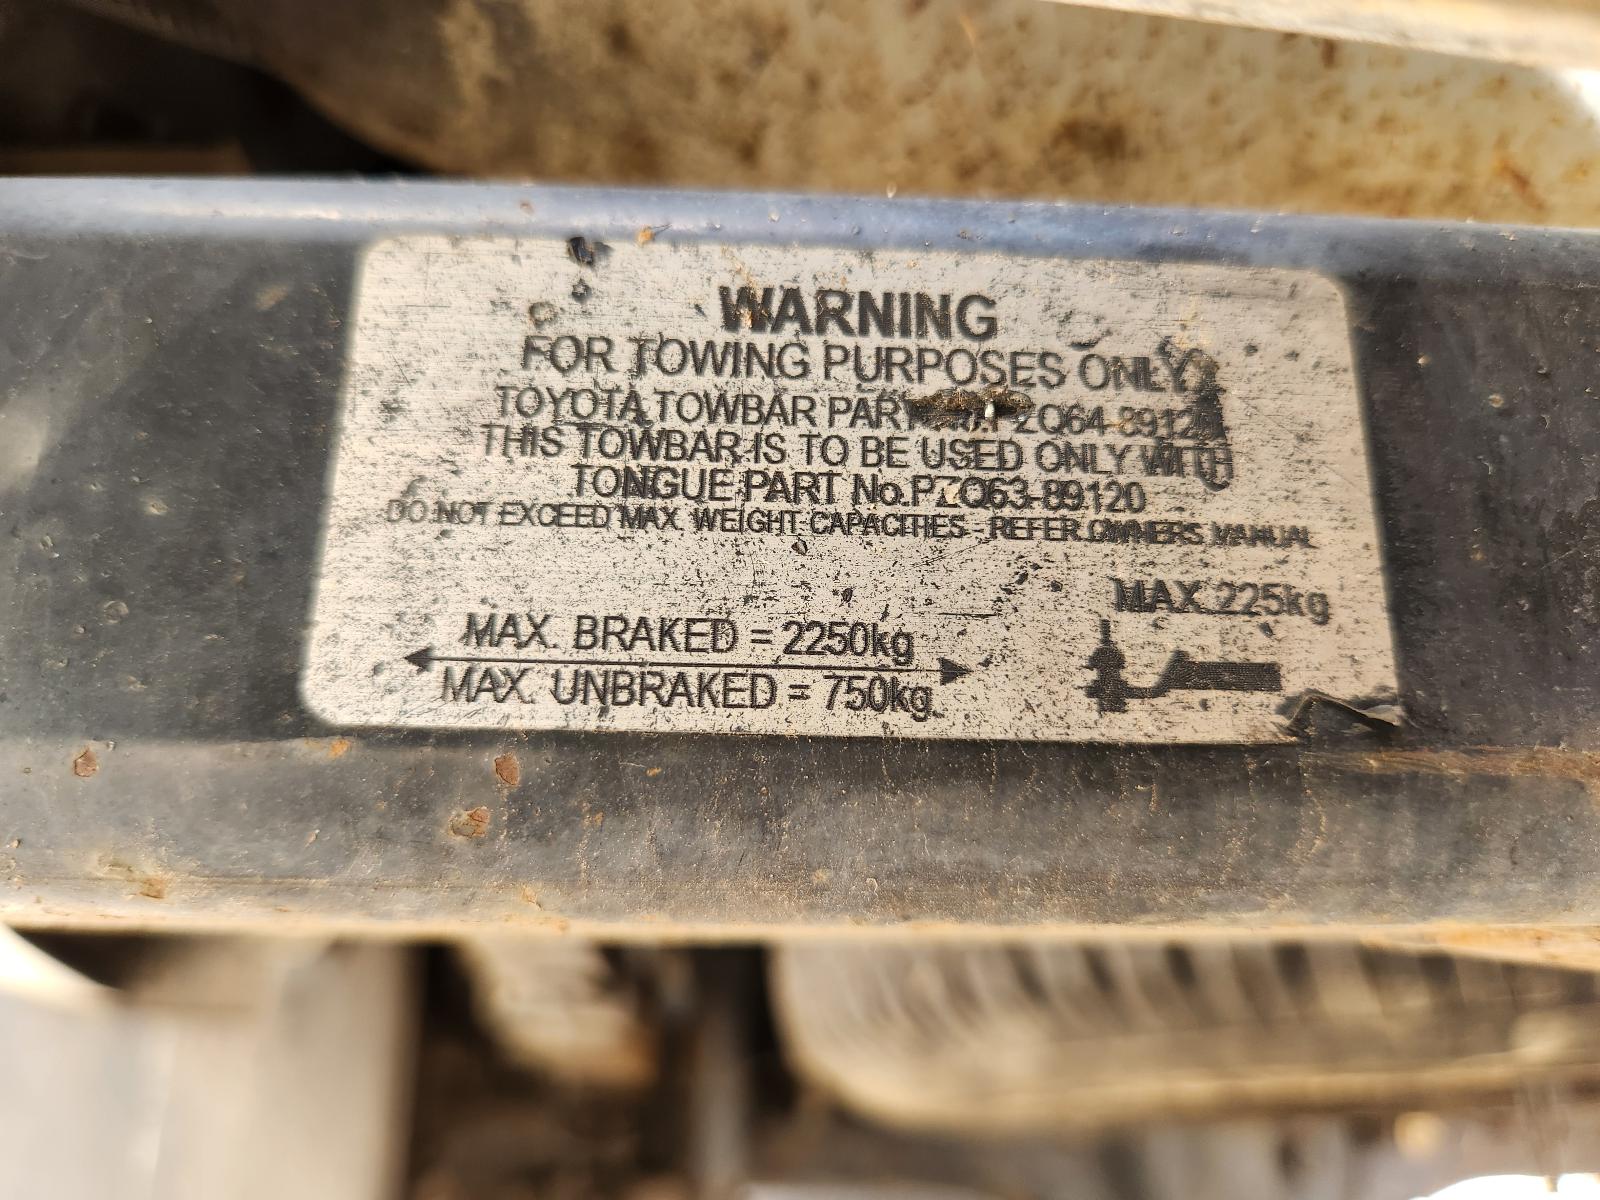 WARNING
FOR TOWING PURPOSES ONLY
TOYOTA TOWBAR PART PZQ64-89120
THIS TOWBAR IS TO BE USED ONLY WITH
TONGUE PART No.PZQ63-89120
DO NOT EXCEED MAX. WEIGHT CAPACITIES - REFER OWNERS MANUAL
MAX 225kg
MAX. BRAKED = 2250kg
MAX. UNBRAKED = 750kg